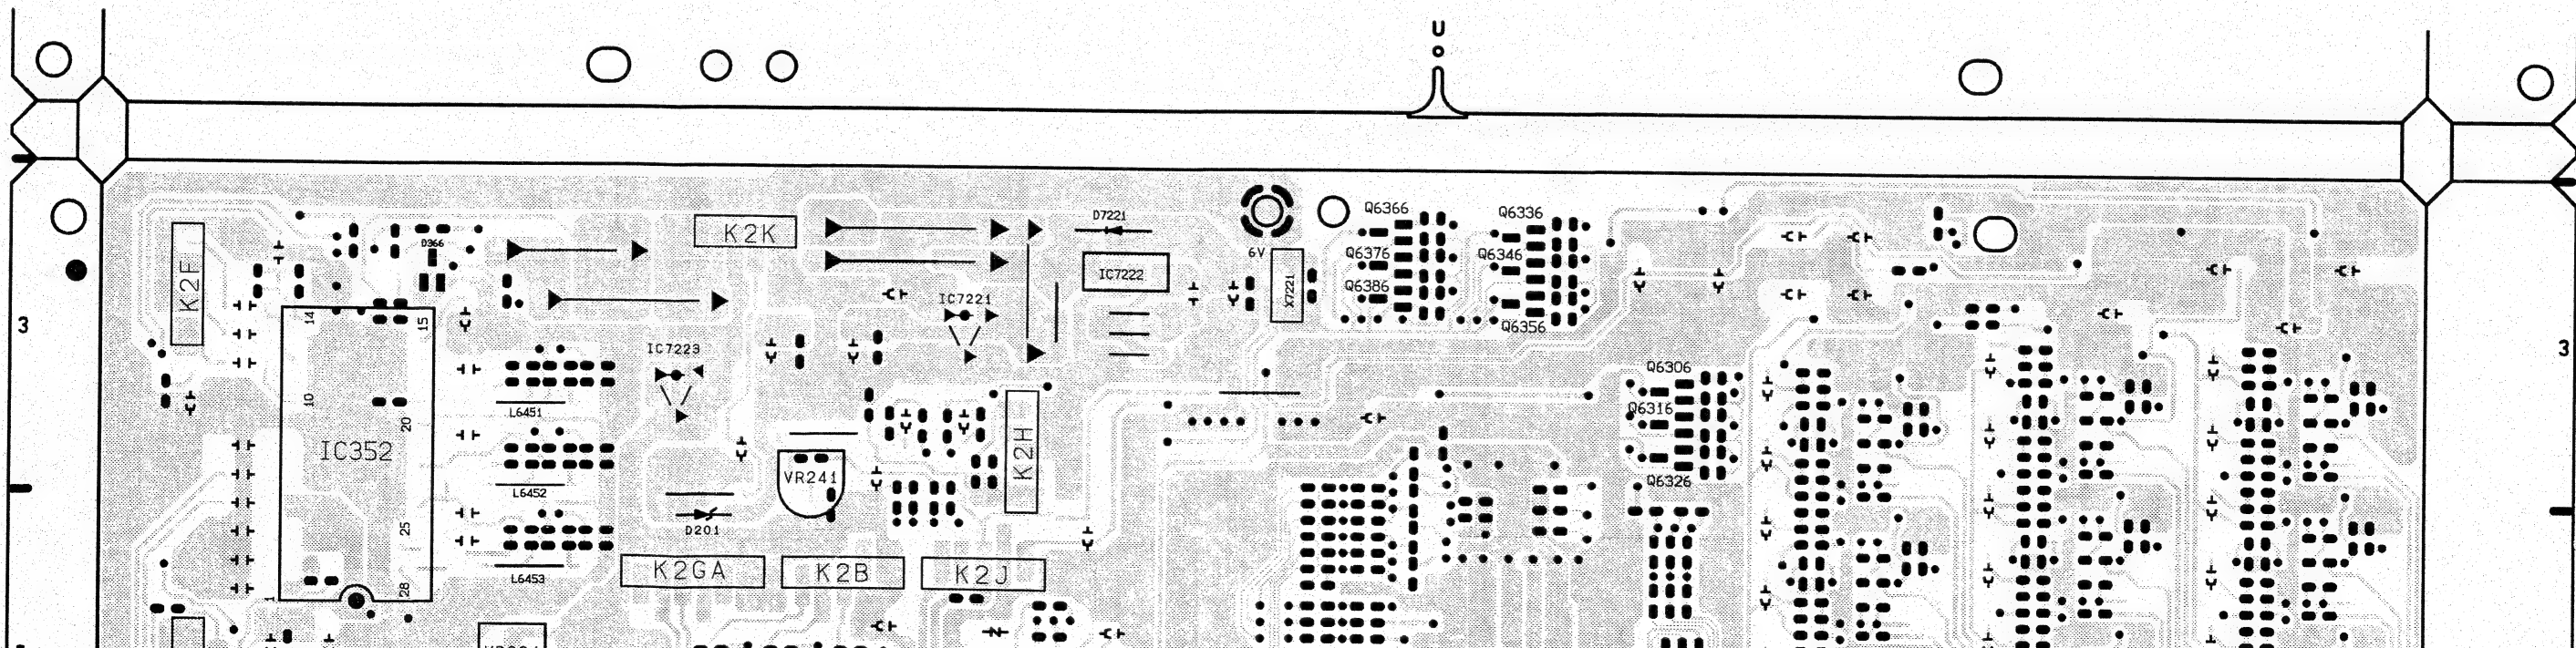 U
Q6366
Q6336
D7221
K2K
D366
6V
Q6376
Q6346
IC7222
K2F
X7221
Q6386
IC7221
14
15
3
Q6356
3
IC7223
Q6306
10
L6451
Q6316
20
IC352
K2H
VR241
Q6326
L6452
25
D201
K2GA
K2B
K2J
L6453
28
1